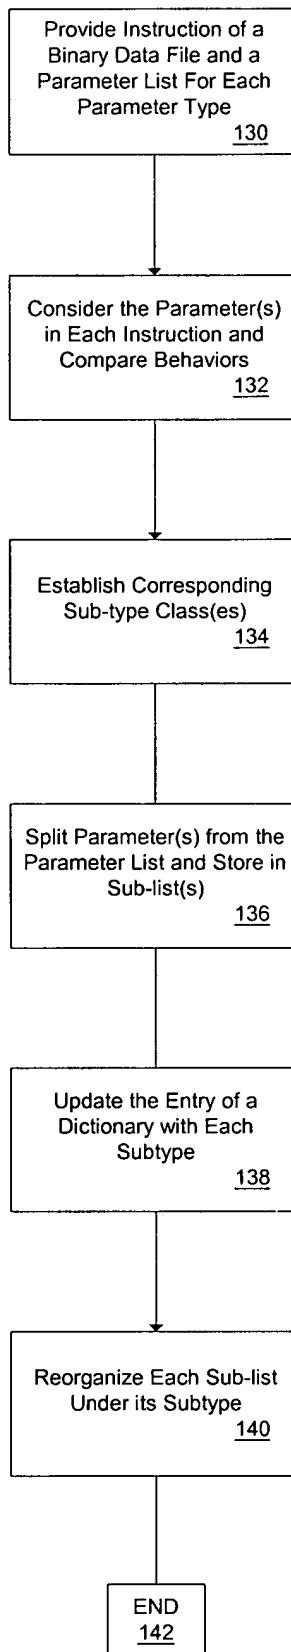 Provide Instruction of a
Binary Data File and a
Parameter List For Each
Parameter Type
130
Consider the Parameter(s)
in Each Instruction and
Compare Behaviors
132
Establish Corresponding
Sub-type Class(es)
134
Split Parameter(s) from the
Parameter List and Store in
Sub-list(s)
136
Update the Entry of a
Dictionary with Each
Subtype
138
Reorganize Each Sub-list
Under its Subtype
140
END
142